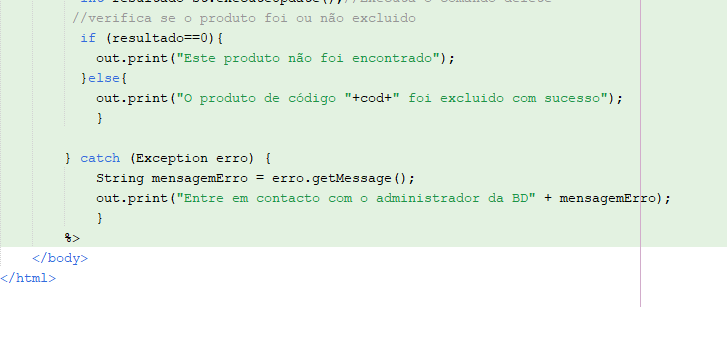 //verifica se o produto foi ou não excluido
if (resultado==0){
out.print("Este produto não foi encontrado");
}else{
out.print("O produto de código "+cod+" foi excluido com sucesso");
}
} catch (Exception erro) {
String mensagemErro = erro.getMessage();
out.print("Entre em contacto com o administrador da BD" + mensagemErro);
}
%>
</body>
</html>